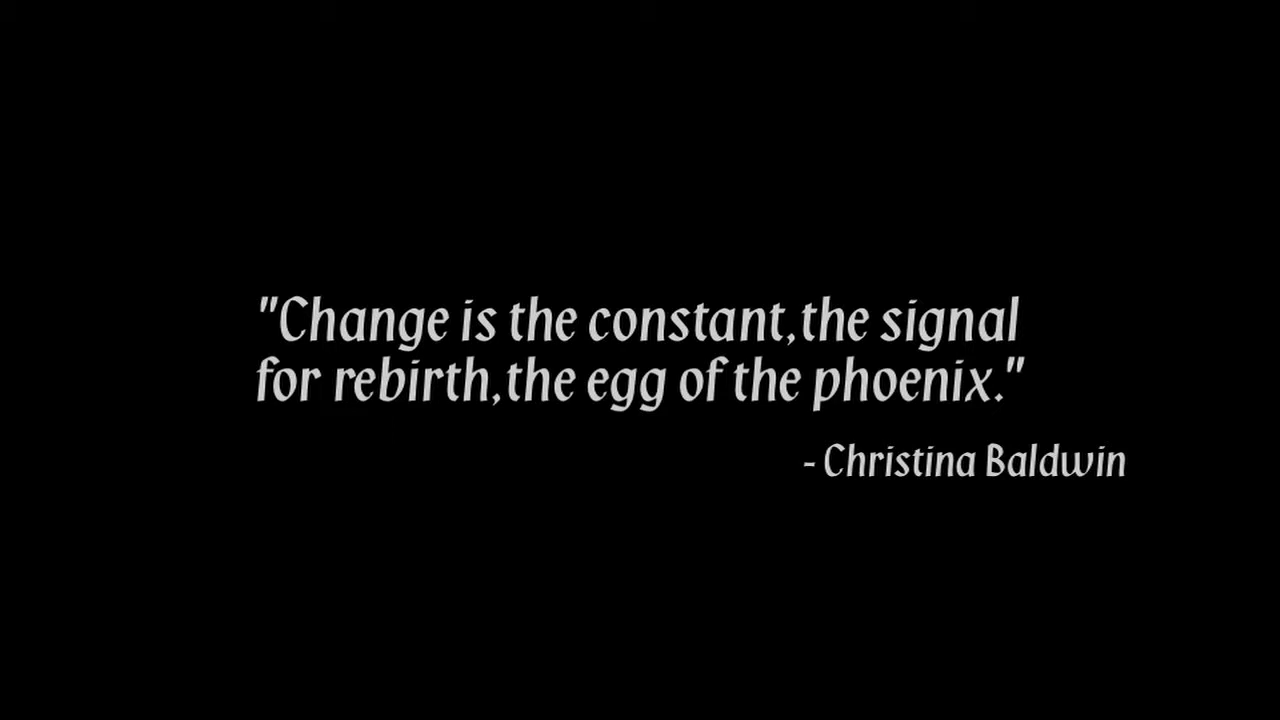 "Change is the constant,the signal
for rebirth,the egg of the phoenix."
- Christina Baldwin